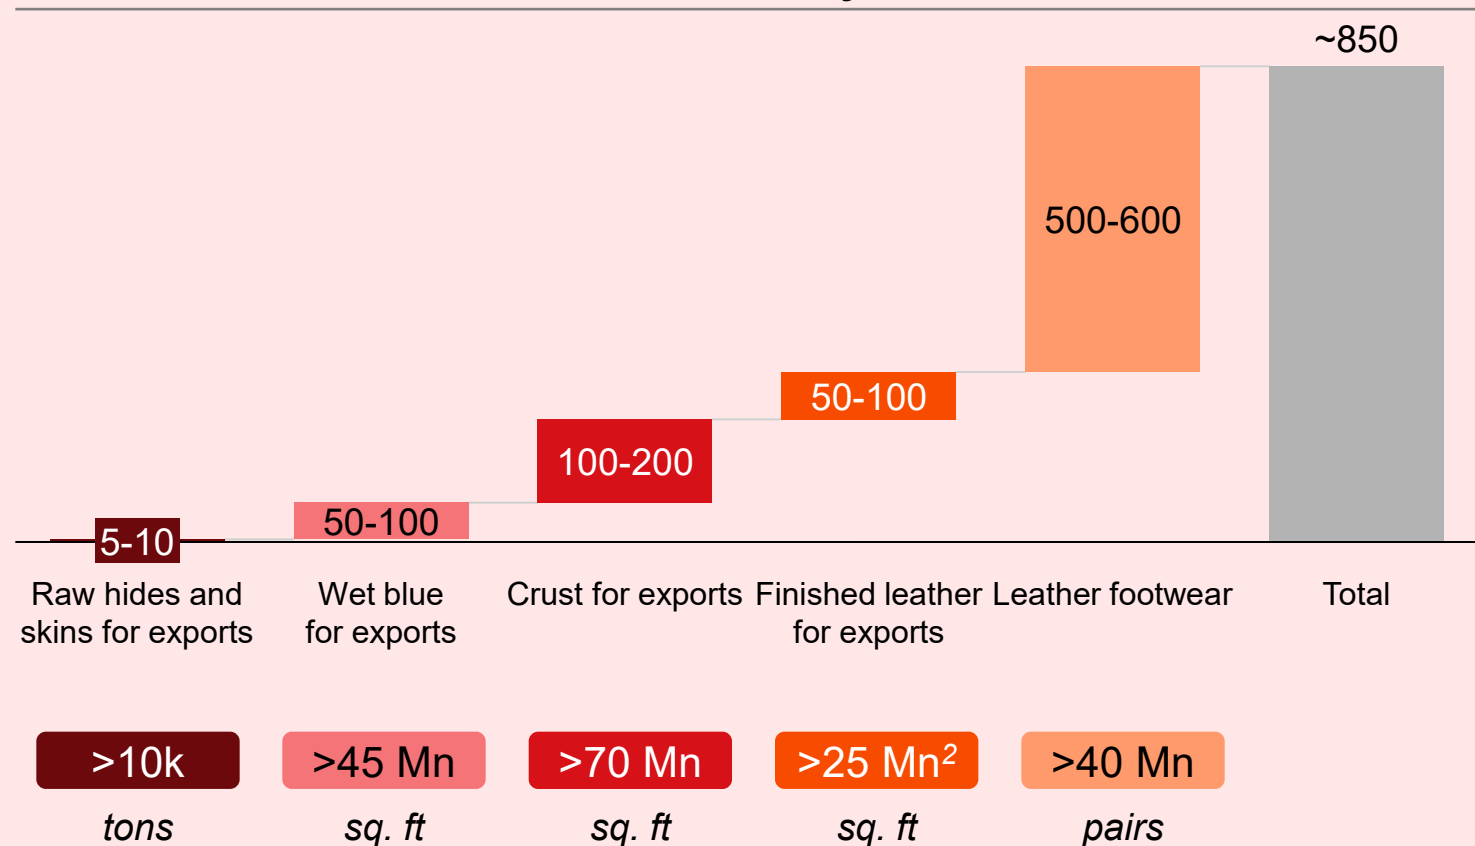 ~850
500-600
50-100
100-200
50-100
5-10
Raw hides and
skins for exports
Wet blue
for exports
Crust for exports
Finished leather
for exports
Leather footwear
Total
>10k
>45 Mn
>70 Mn
>25 Mn²
>40 Mn
tons
sq. ft
sq. ft
sq. ft
pairs